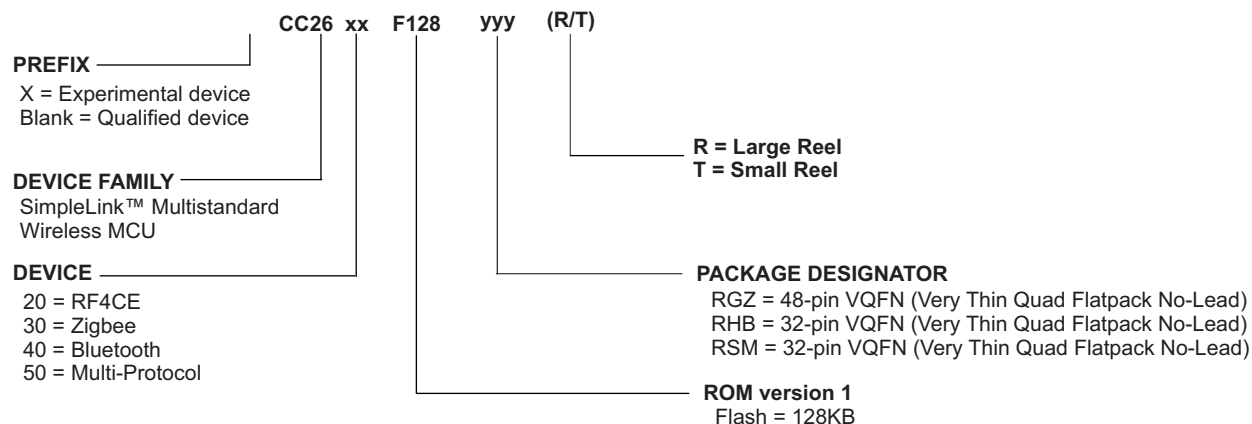 CC26 xx F128 yyy (R/T)
PREFIX
X = Experimental device
Blank = Qualified device
R = Large Reel
T = Small Reel
DEVICE FAMILY
SimpleLink™ Multistandard
Wireless MCU
DEVICE
20 = RF4CE
30 = Zigbee
40 = Bluetooth
50 = Multi-Protocol
PACKAGE DESIGNATOR
RGZ = 48-pin VQFN (Very Thin Quad Flatpack No-Lead)
RHB = 32-pin VQFN (Very Thin Quad Flatpack No-Lead)
RSM = 32-pin VQFN (Very Thin Quad Flatpack No-Lead)
ROM version 1
Flash = 128KB